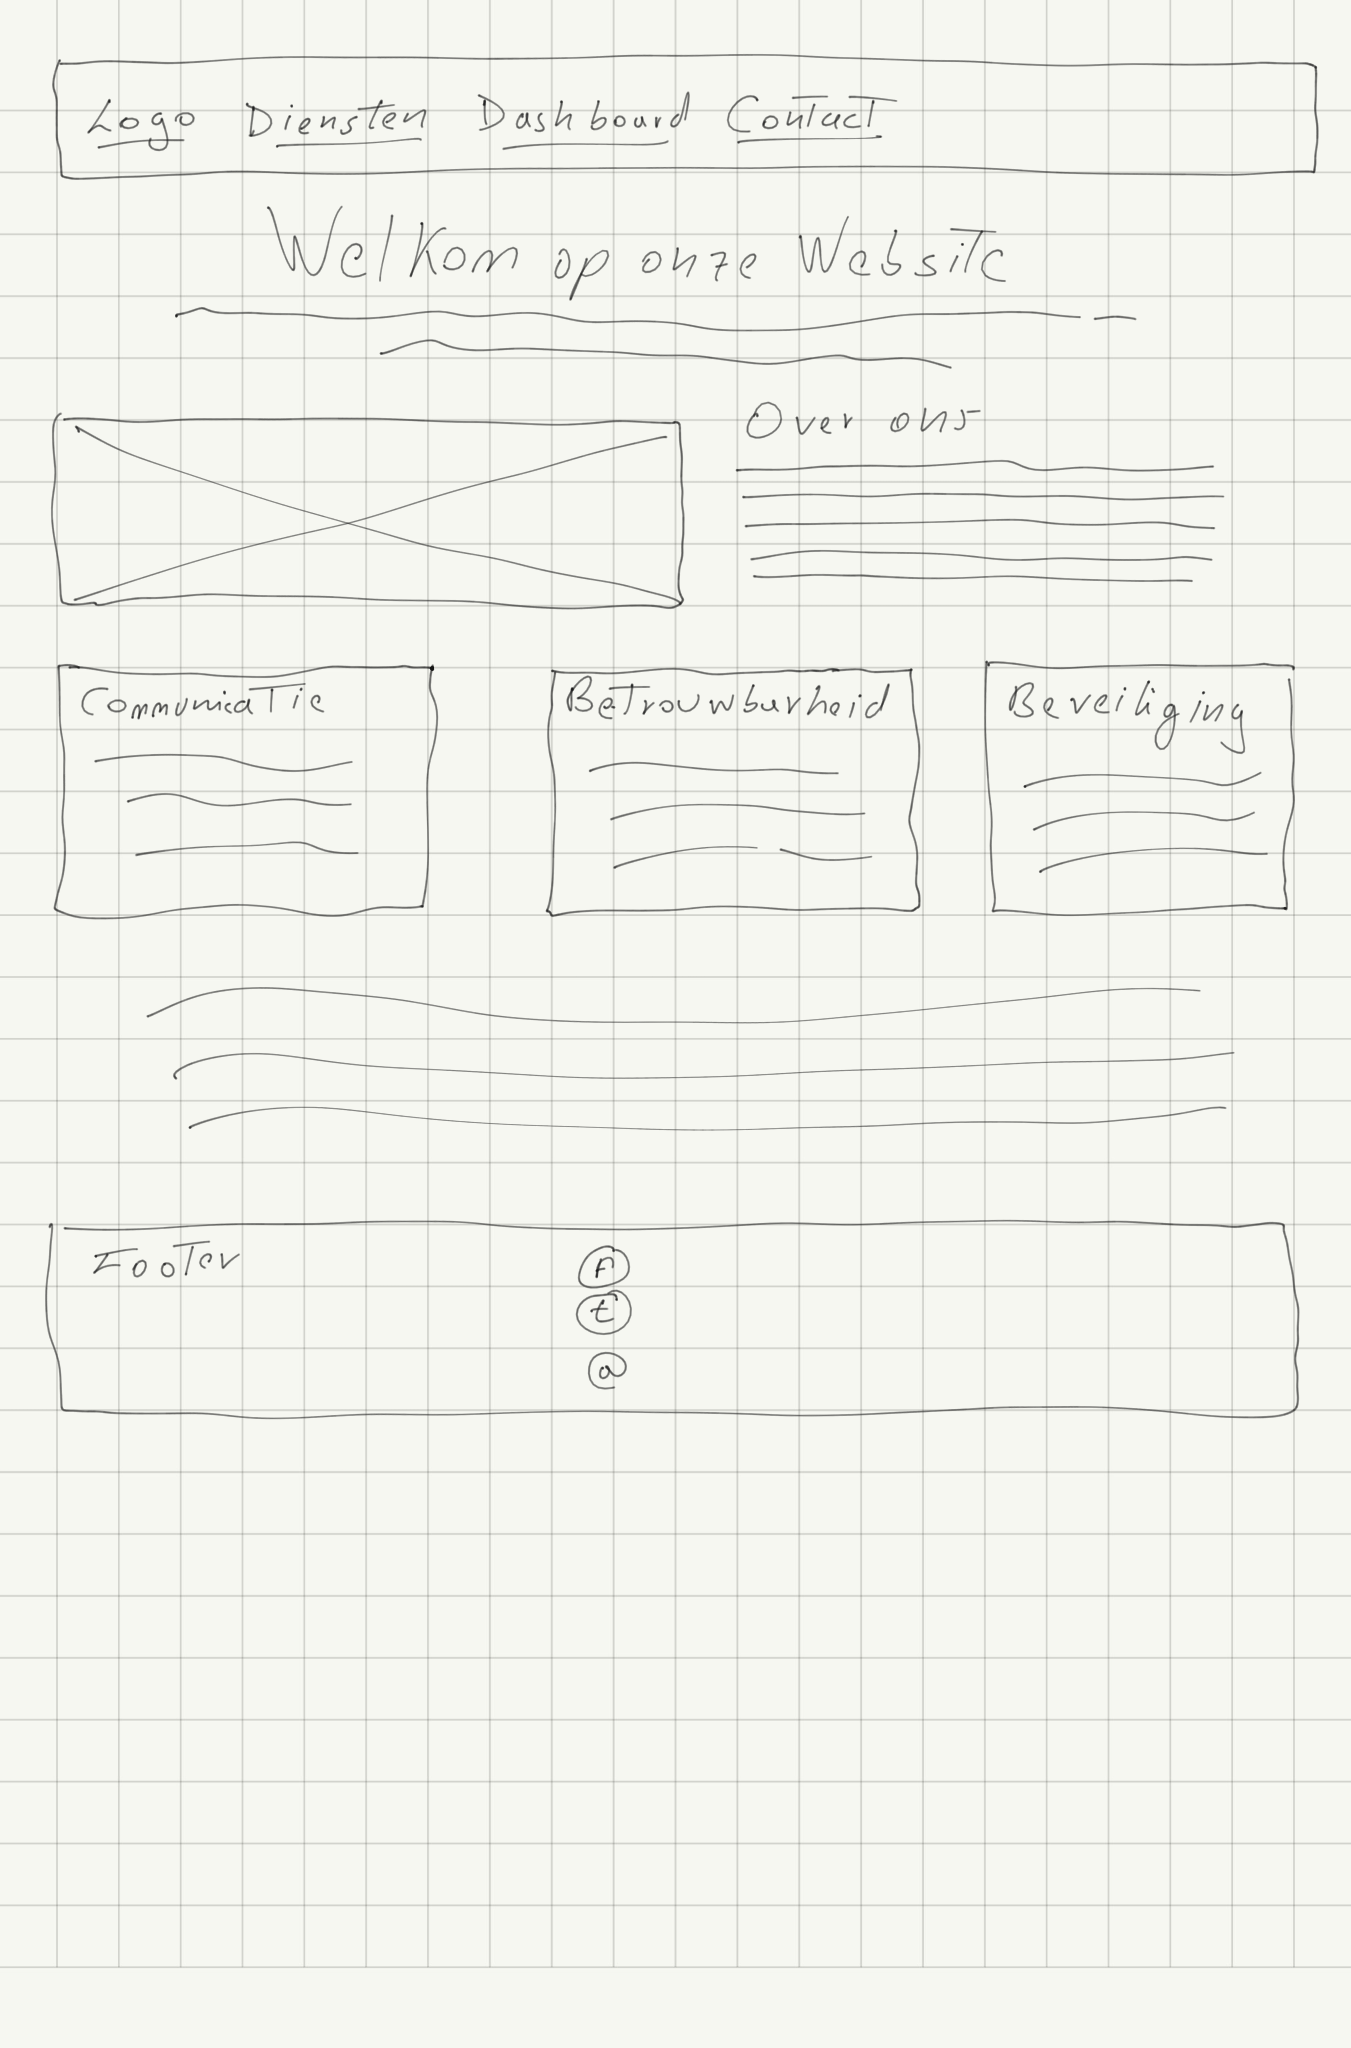 Logo Diensten Dashboard Contact
Welkom op onze Website
Over ons
Communicatie
Betrouwbarheid
Beveiliging
Footer
f
t
@